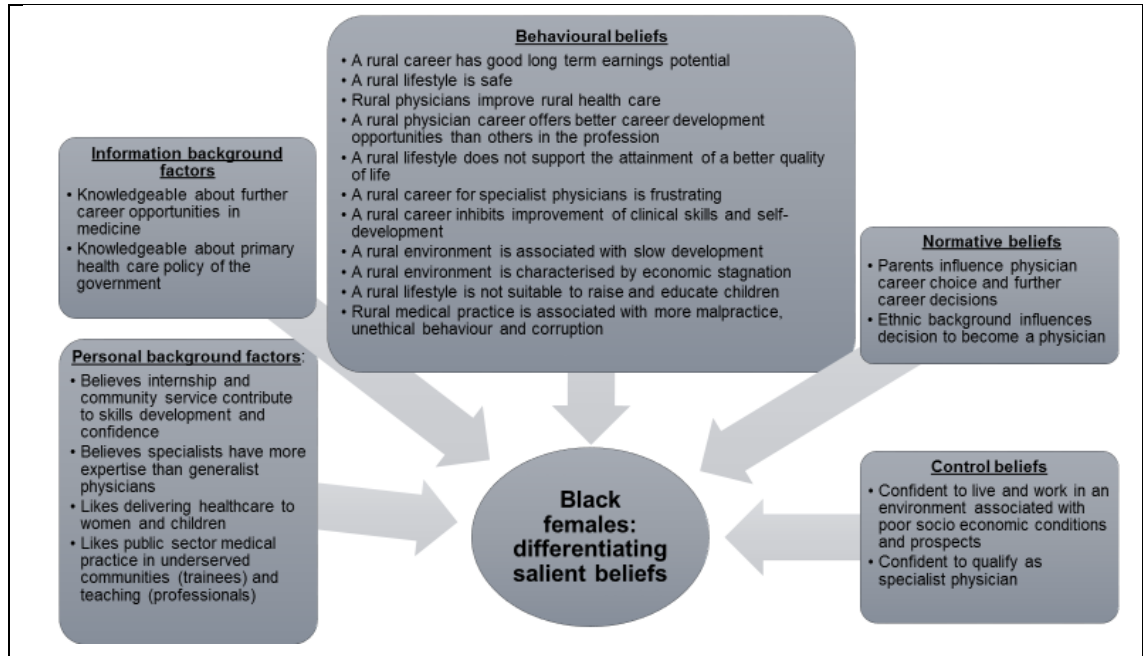 Behavioural beliefs
• A rural career has good long term earnings potential
• A rural lifestyle is safe
• Rural physicians improve rural health care
• A rural physician career offers better career development
opportunities than others in the profession
• A rural lifestyle does not support the attainment of a better quality
of life
• A rural career for specialist physicians is frustrating
• A rural career inhibits improvement of clinical skills and self-
development
• A rural environment is associated with slow development
• A rural environment is characterised by economic stagnation
• A rural lifestyle is not suitable to raise and educate children
• Rural medical practice is associated with more malpractice,
unethical behaviour and corruption
Information background
factors
• Knowledgeable about further
career opportunities in
medicine
• Knowledgeable about primary
health care policy of the
government
Normative beliefs
• Parents influence physician
career choice and further
career decisions
• Ethnic background influences
decision to become a physician
Personal background factors:
• Believes internship and
community service contribute
to skills development and
confidence
• Believes specialists have more
expertise than generalist
physicians
• Likes delivering healthcare to
women and children
• Likes public sector medical
practice in underserved
communities (trainees) and
teaching (professionals)
Black
females:
differentiating
salient beliefs
Control beliefs
• Confident to live and work in an
environment associated with
poor socio economic conditions
and prospects
• Confident to qualify as
specialist physician